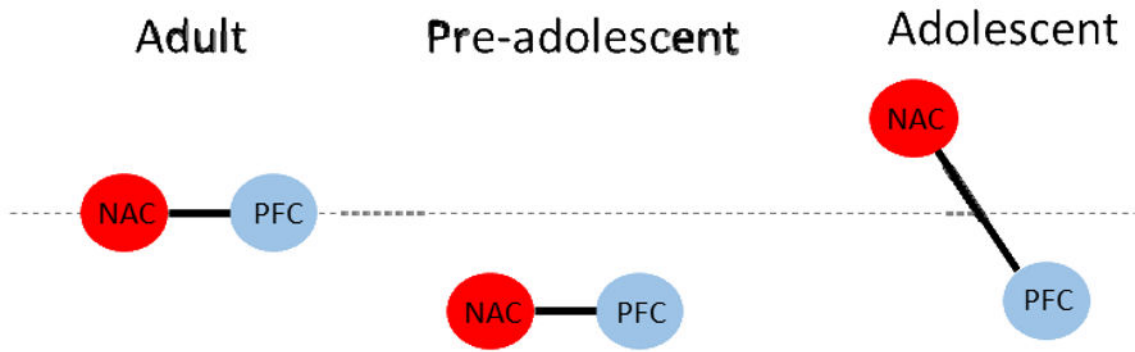 Adult
Pre-adolescent
Adolescent
NAC
PFC
NAC
PFC
NAC
PFC